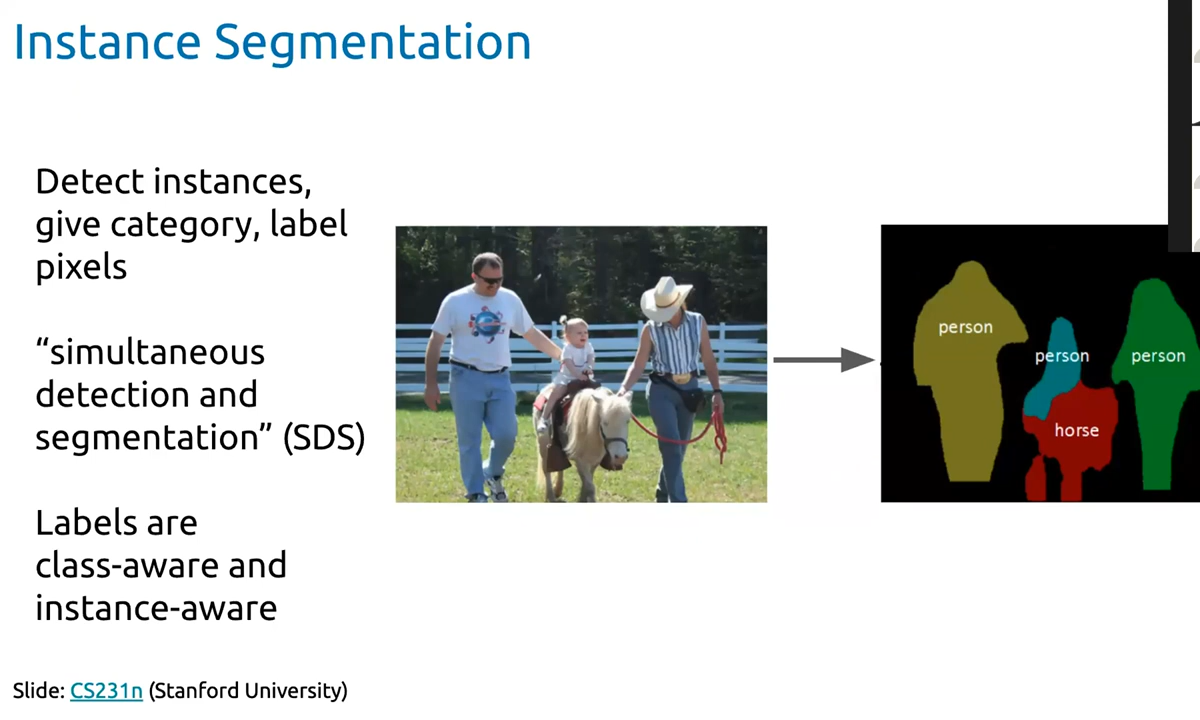 Instance Segmentation
Detect instances,
give category, label
pixels
“simultaneous
detection and
segmentation” (SDS)
Labels are
class-aware and
instance-aware
person
person
person
horse
Slide: CS231n (Stanford University)